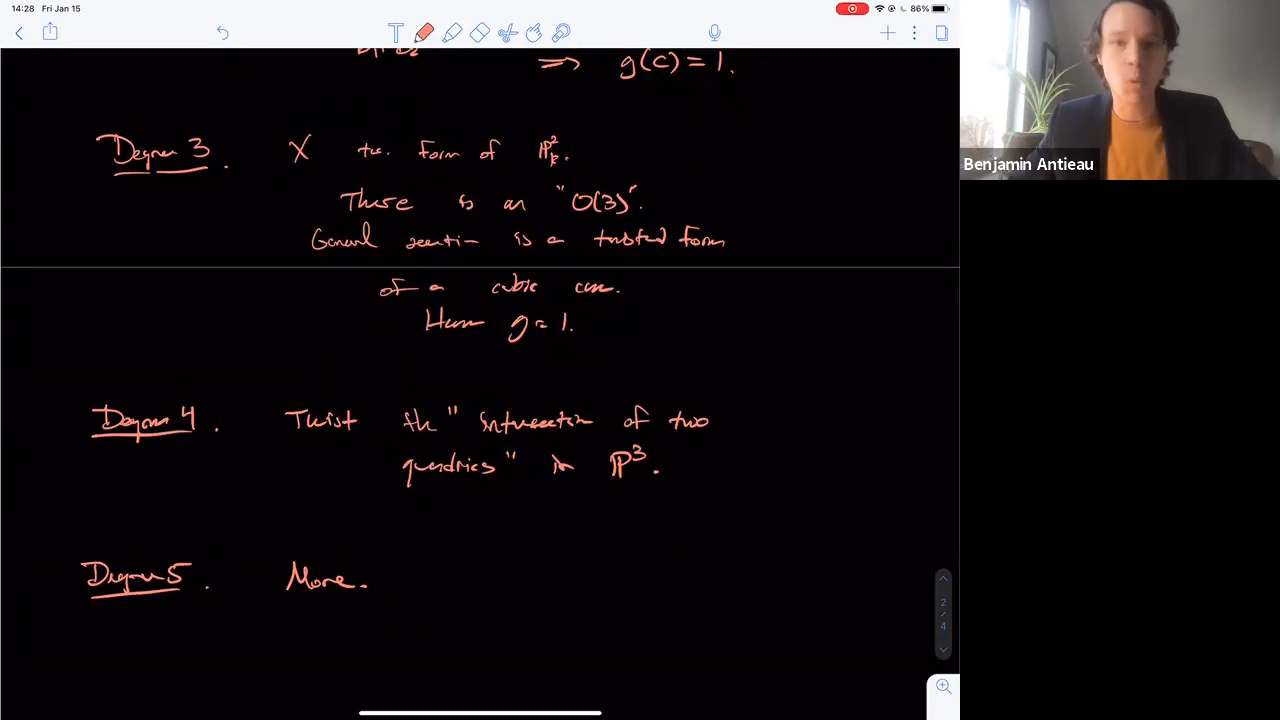 14:28 Fri Jan 15
86%
⇒ g(C) = 1.
Degree 3. X tw. form of ℙ²ₖ.
There is an "O(3)".
General section is a twisted form
of a cubic curve.
Hence g = 1.
Degree 4. Twist the "intersection of two
quadrics" in ℙ³.
Degree 5. More.
2
/
4
Benjamin Antieau